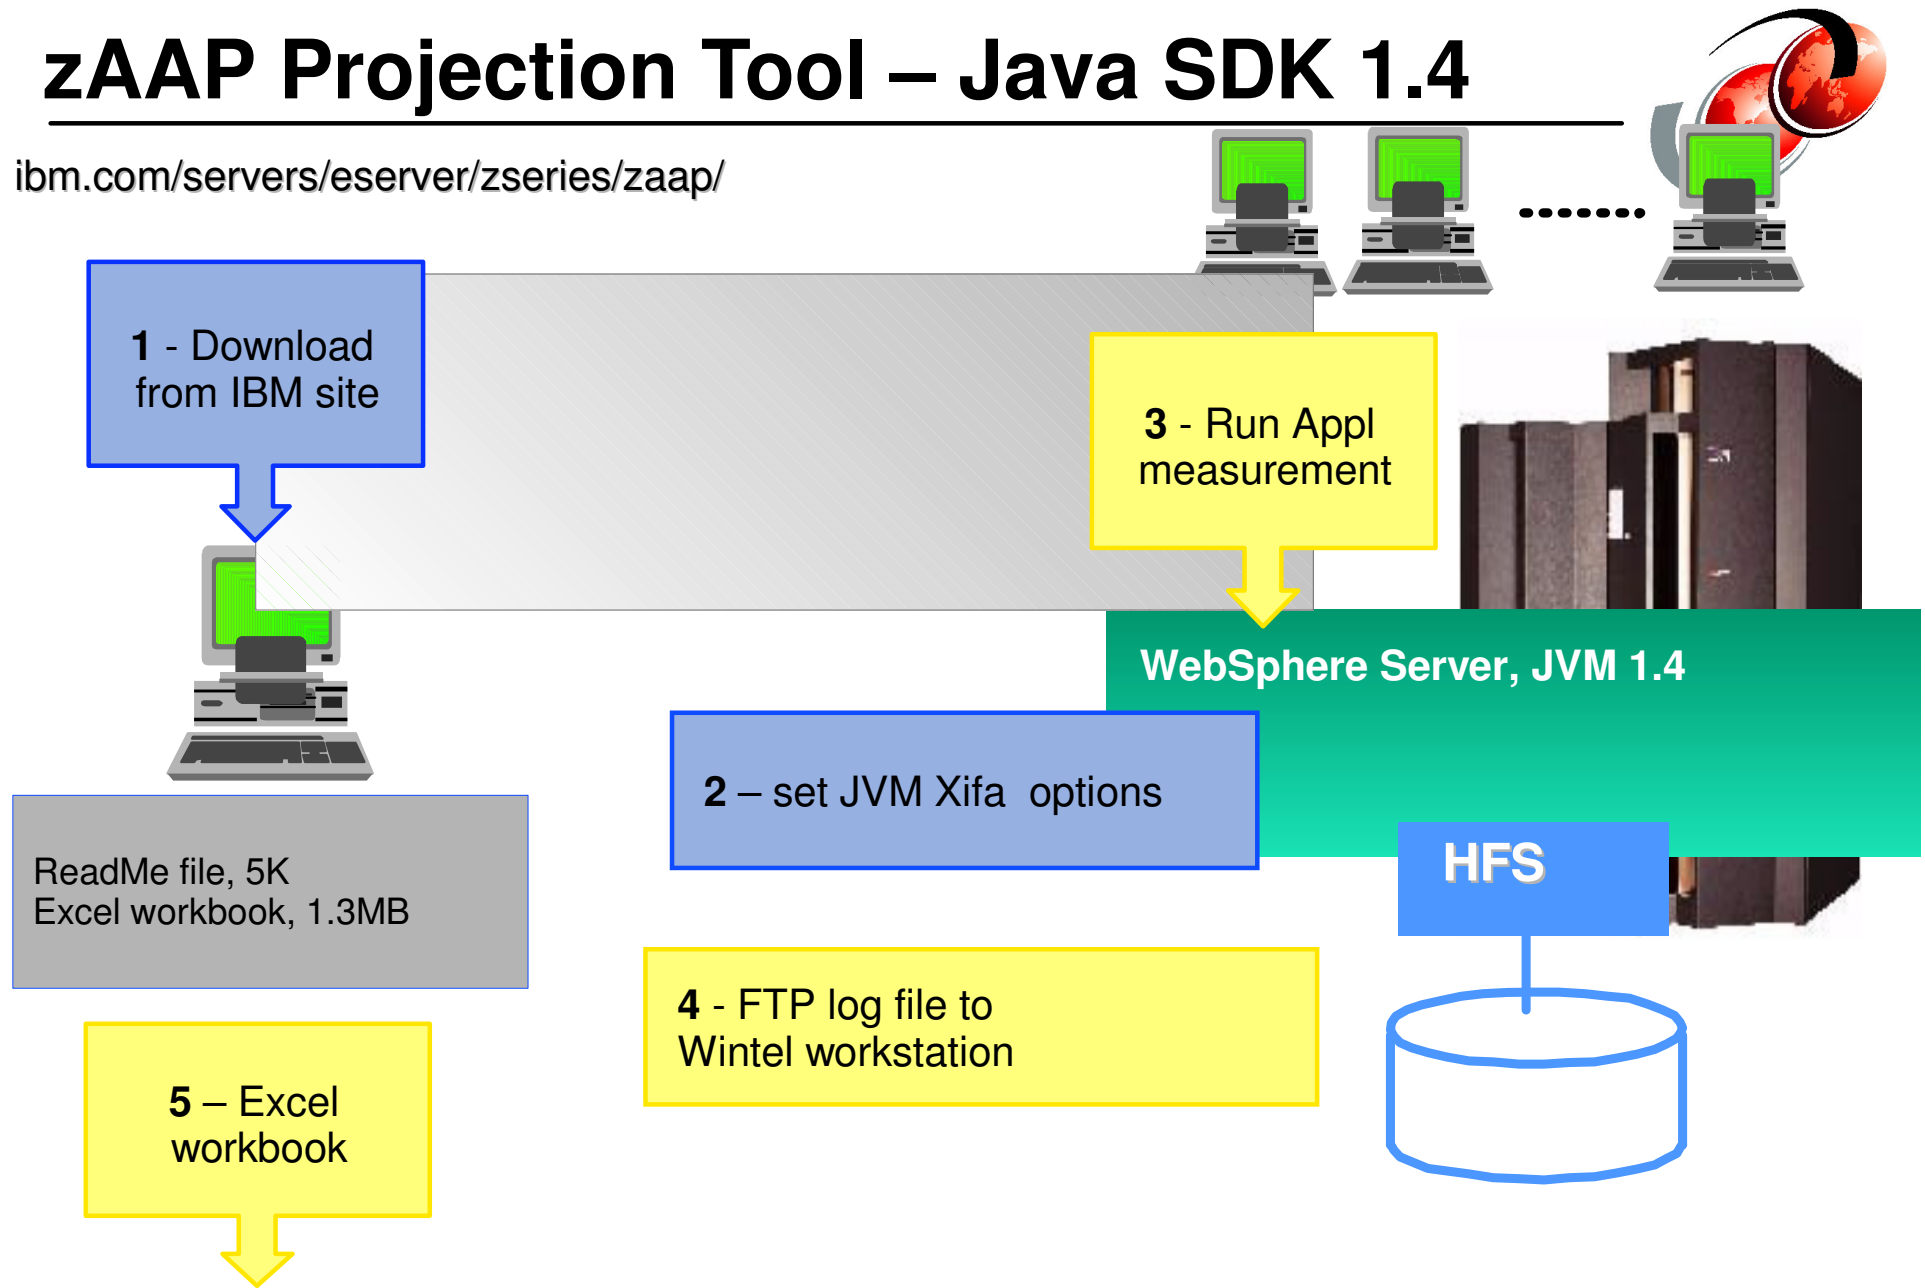 zAAP Projection Tool – Java SDK 1.4
ibm.com/servers/eserver/zseries/zaap/
1 - Download
from IBM site
3 - Run Appl
measurement
WebSphere Server, JVM 1.4
2 – set JVM Xifa  options
HFS
ReadMe file, 5K
Excel workbook, 1.3MB
4 - FTP log file to
Wintel workstation
5 – Excel
workbook